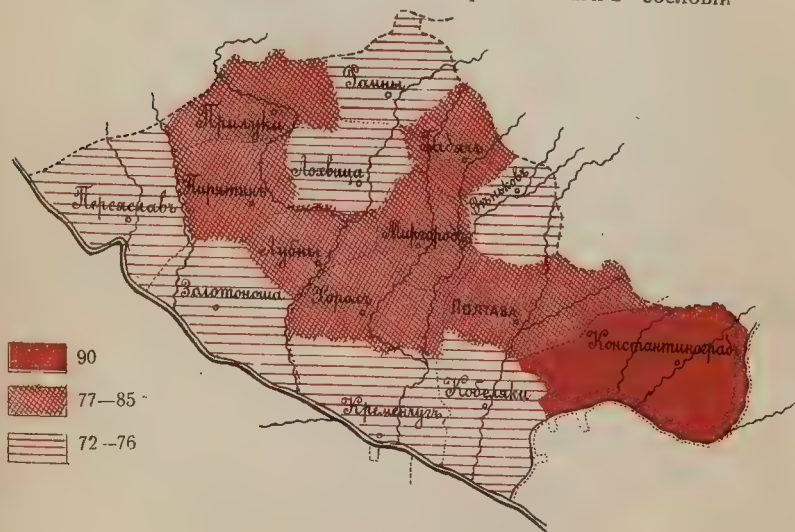 сословій
Ромны
Прилуки
Гадячъ
Лохвица
Зѣньковъ
Пирятинъ
Переяславъ
Миргородъ
Лубны
Золотоноша
Хоролъ
ПОЛТАВА
Константиноградъ
90
77—85
Кобеляки
Кременчугъ
72—76